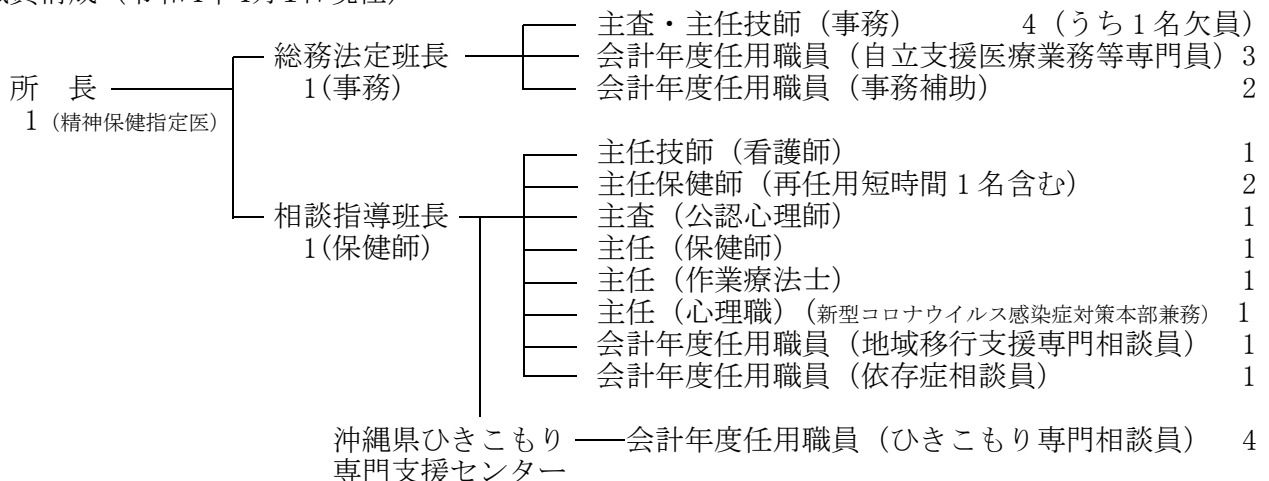 主査・主任技師（事務） 4（うち１名欠員）
総務法定班長 会計年度任用職員（自立支援医療業務等専門員）3
1(事務) 会計年度任用職員（事務補助） 2
所　長
1（精神保健指定医）
主任技師（看護師） 1
主任保健師（再任用短時間１名含む） 2
相談指導班長 主査（公認心理師） 1
1(保健師) 主任（保健師） 1
主任（作業療法士） 1
主任（心理職）（新型コロナウイルス感染症対策本部兼務） 1
会計年度任用職員（地域移行支援専門相談員） 1
会計年度任用職員（依存症相談員） 1
沖縄県ひきこもり 会計年度任用職員（ひきこもり専門相談員） 4
専門支援センター